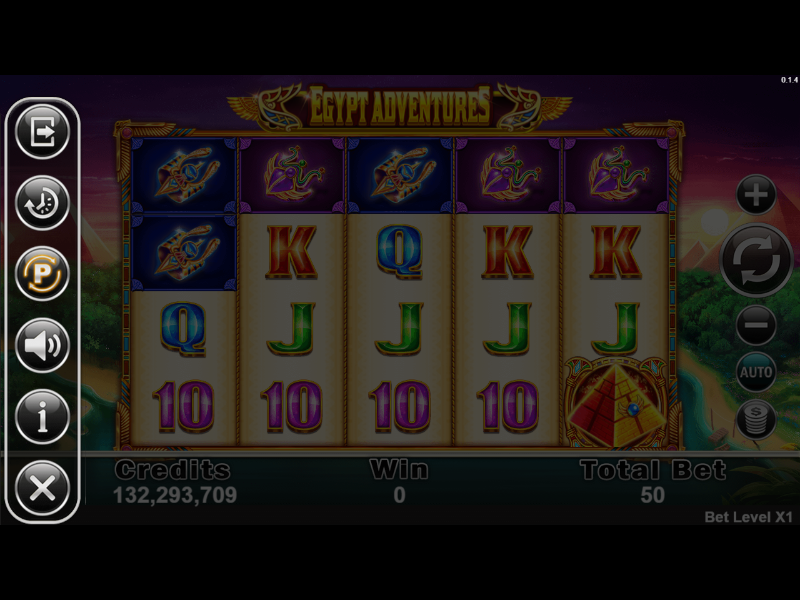 0.1.4
EGYPT ADVENTURES
P
K Q K K
Q J J J J
10 10 10 10
AUTO
$
i
Credits Win Total Bet
132,293,709 0 50
Bet Level X1